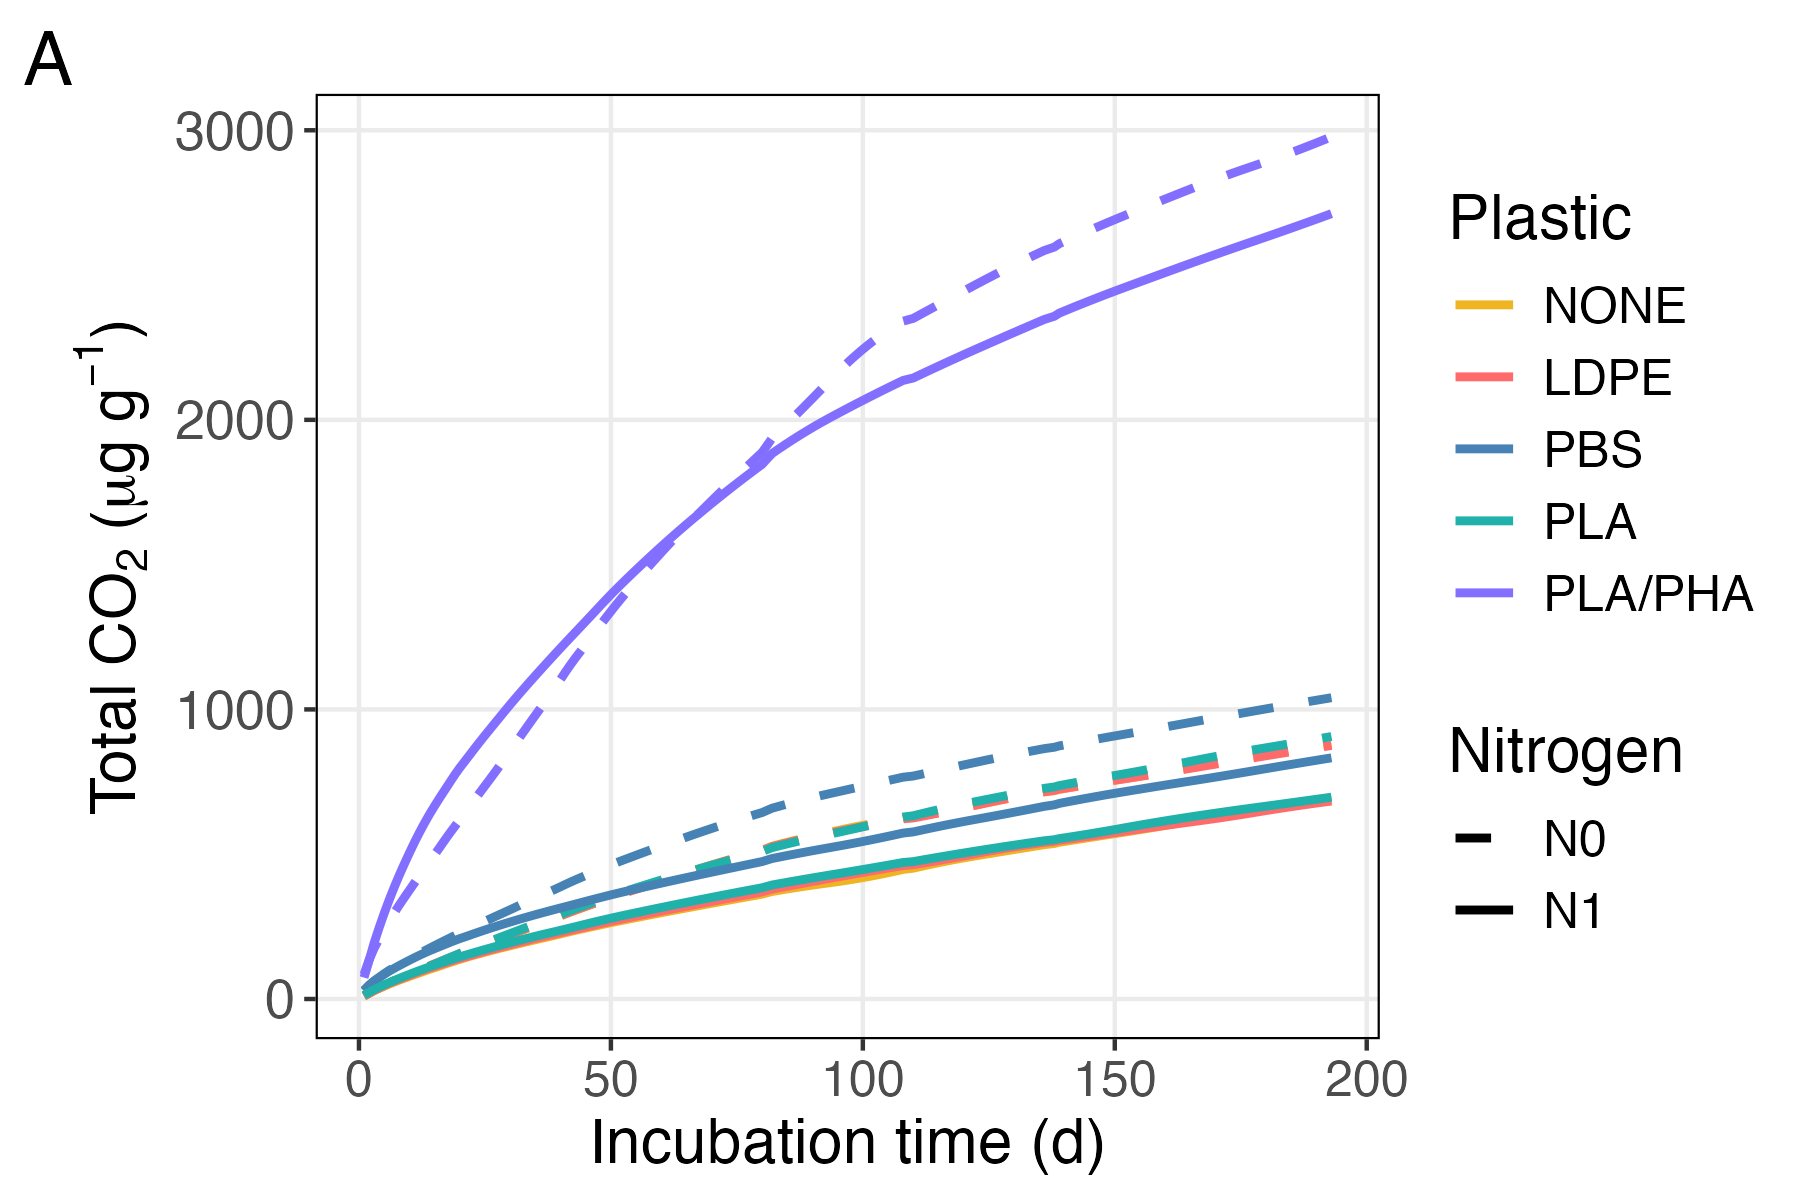 A
3000
2000
1000
0
Total CO₂ (μg g⁻¹)
0 50 100 150 200
Incubation time (d)
Plastic
NONE
LDPE
PBS
PLA
PLA/PHA
Nitrogen
N0
N1